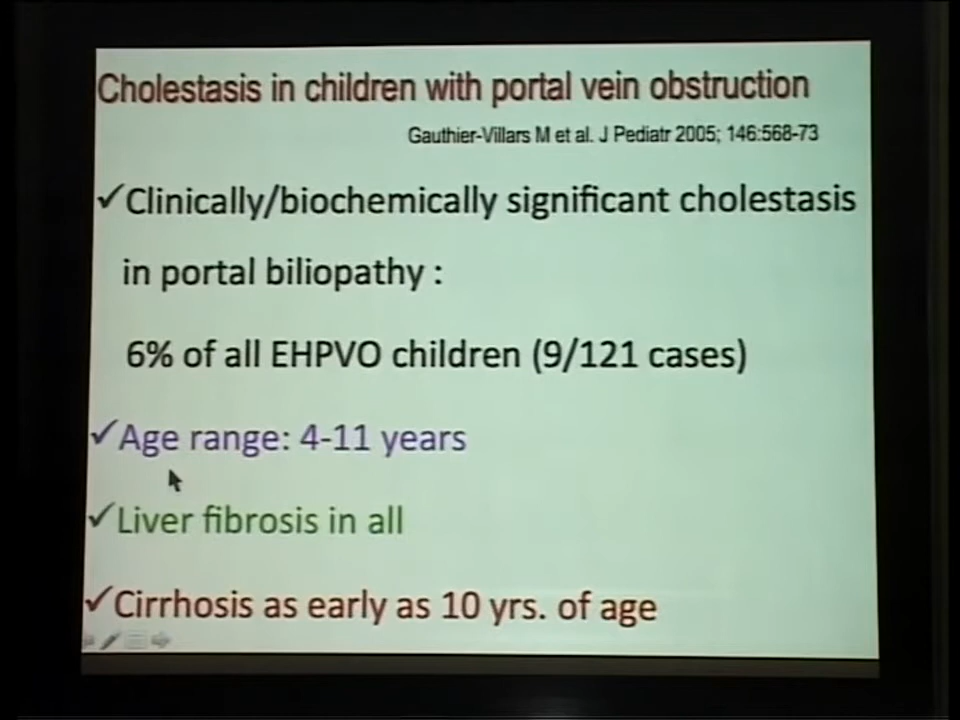 Cholestasis in children with portal vein obstruction
Gauthier-Villars M et al. J Pediatr 2005; 146:568-73
✓Clinically/biochemically significant cholestasis
in portal biliopathy :
6% of all EHPVO children (9/121 cases)
✓Age range: 4-11 years
✓Liver fibrosis in all
✓Cirrhosis as early as 10 yrs. of age